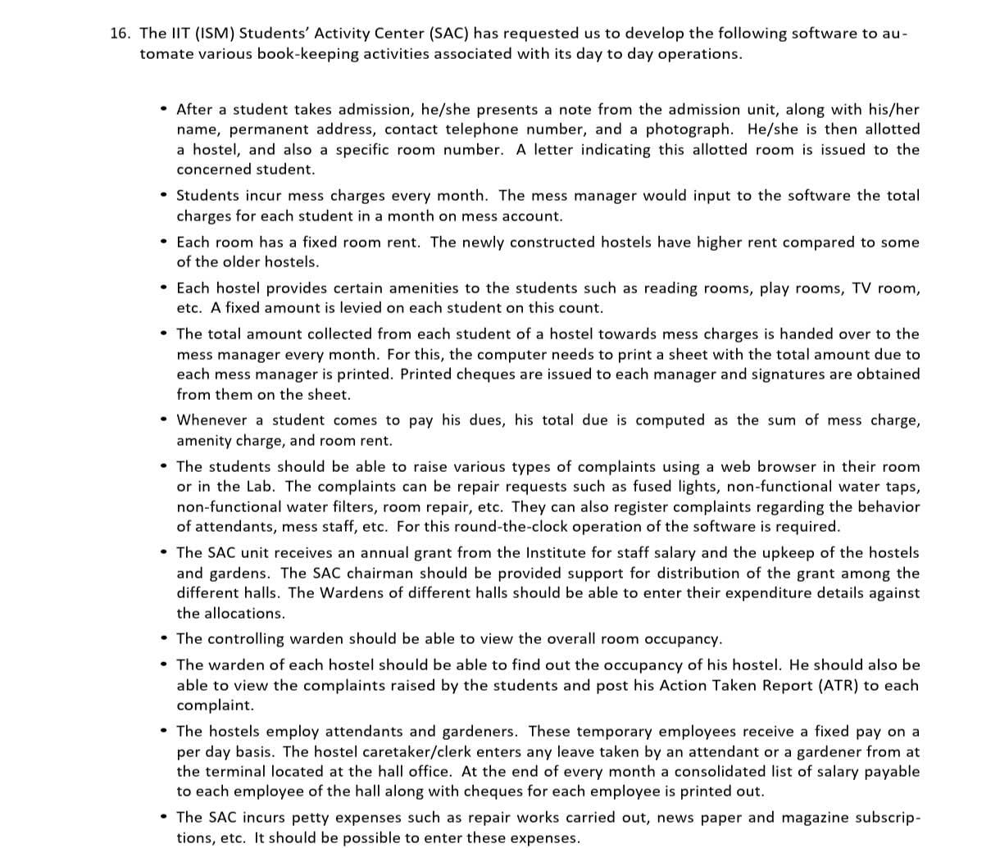 16. The IIT (ISM) Students’ Activity Center (SAC) has requested us to develop the following software to au-
tomate various book-keeping activities associated with its day to day operations.
• After a student takes admission, he/she presents a note from the admission unit, along with his/her
name, permanent address, contact telephone number, and a photograph. He/she is then allotted
a hostel, and also a specific room number. A letter indicating this allotted room is issued to the
concerned student.
• Students incur mess charges every month. The mess manager would input to the software the total
charges for each student in a month on mess account.
• Each room has a fixed room rent. The newly constructed hostels have higher rent compared to some
of the older hostels.
• Each hostel provides certain amenities to the students such as reading rooms, play rooms, TV room,
etc. A fixed amount is levied on each student on this count.
• The total amount collected from each student of a hostel towards mess charges is handed over to the
mess manager every month. For this, the computer needs to print a sheet with the total amount due to
each mess manager is printed. Printed cheques are issued to each manager and signatures are obtained
from them on the sheet.
• Whenever a student comes to pay his dues, his total due is computed as the sum of mess charge,
amenity charge, and room rent.
• The students should be able to raise various types of complaints using a web browser in their room
or in the Lab. The complaints can be repair requests such as fused lights, non-functional water taps,
non-functional water filters, room repair, etc. They can also register complaints regarding the behavior
of attendants, mess staff, etc. For this round-the-clock operation of the software is required.
• The SAC unit receives an annual grant from the Institute for staff salary and the upkeep of the hostels
and gardens. The SAC chairman should be provided support for distribution of the grant among the
different halls. The Wardens of different halls should be able to enter their expenditure details against
the allocations.
• The controlling warden should be able to view the overall room occupancy.
• The warden of each hostel should be able to find out the occupancy of his hostel. He should also be
able to view the complaints raised by the students and post his Action Taken Report (ATR) to each
complaint.
• The hostels employ attendants and gardeners. These temporary employees receive a fixed pay on a
per day basis. The hostel caretaker/clerk enters any leave taken by an attendant or a gardener from at
the terminal located at the hall office. At the end of every month a consolidated list of salary payable
to each employee of the hall along with cheques for each employee is printed out.
• The SAC incurs petty expenses such as repair works carried out, news paper and magazine subscrip-
tions, etc. It should be possible to enter these expenses.